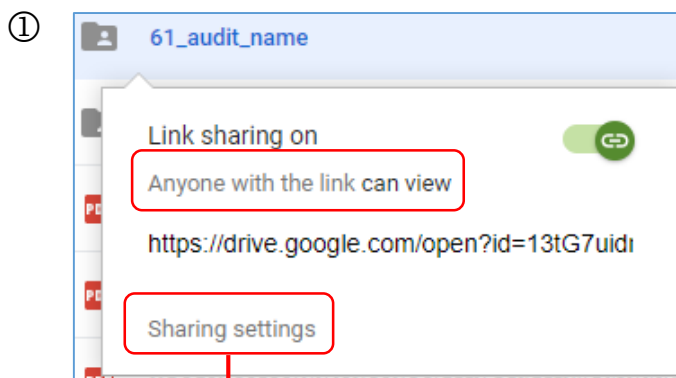 ①
61_audit_name
Link sharing on
Anyone with the link can view
https://drive.google.com/open?id=13tG7uid
Sharing settings